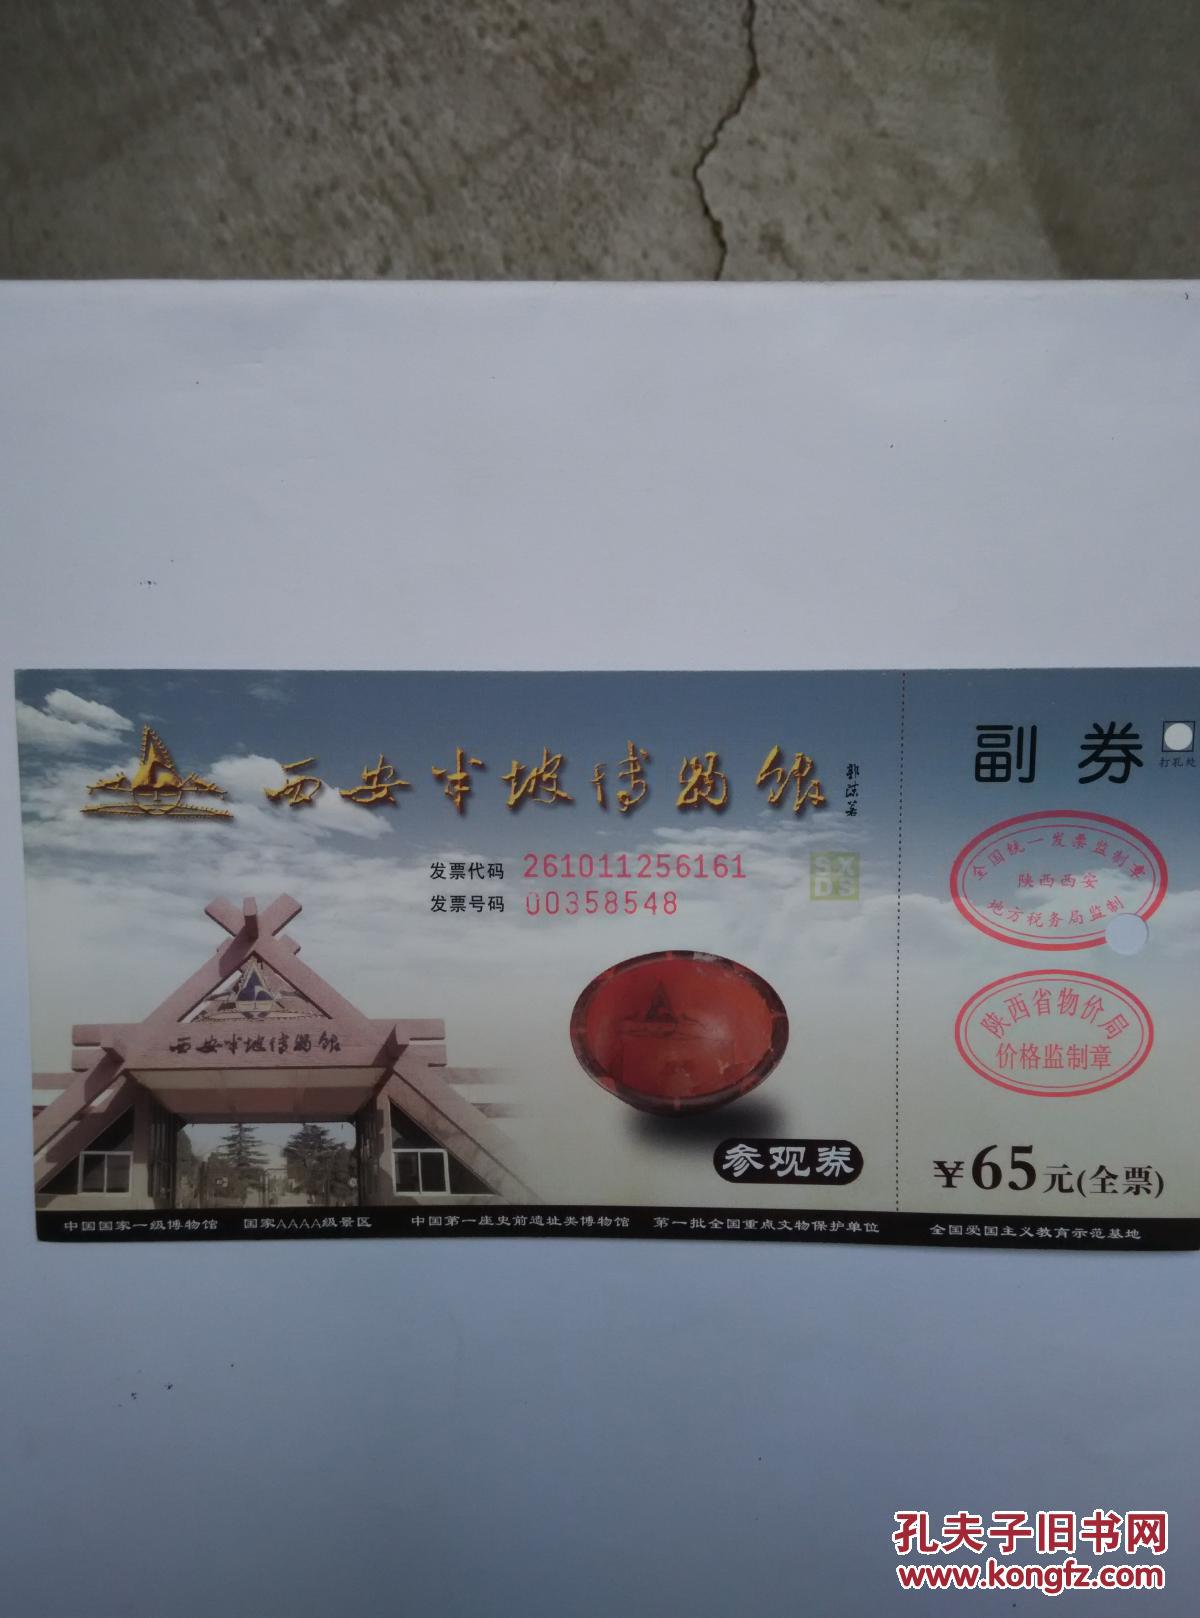 西安半坡博物馆
郭沫若
发票代码 261011256161
发票号码 00358548
SX
DS
西安半坡博物馆
参观券
副 券
打孔处
全国统一发票监制章
陕西西安
地方税务局监制
陕西省物价局
价格监制章
￥65元(全票)
中国国家一级博物馆 国家AAAA级景区 中国第一座史前遗址类博物馆 第一批全国重点文物保护单位 全国爱国主义教育示范基地
孔夫子旧书网
www.kongfz.com